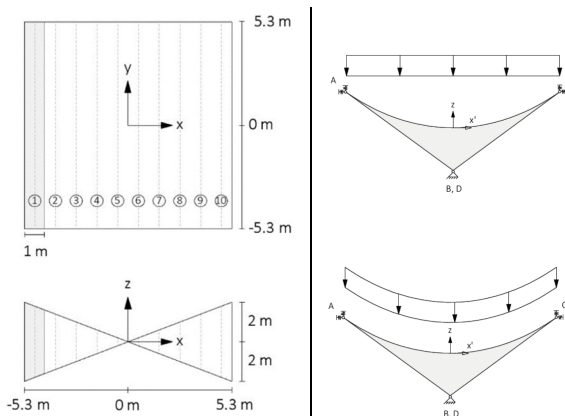 5.3 m
y
x
0 m
① ② ③ ④ ⑤ ⑥ ⑦ ⑧ ⑨ ⑩
-5.3 m
1 m
z
x
2 m
2 m
-5.3 m 0 m 5.3 m
A
z
x'
B, D
A
z
x'
B, D